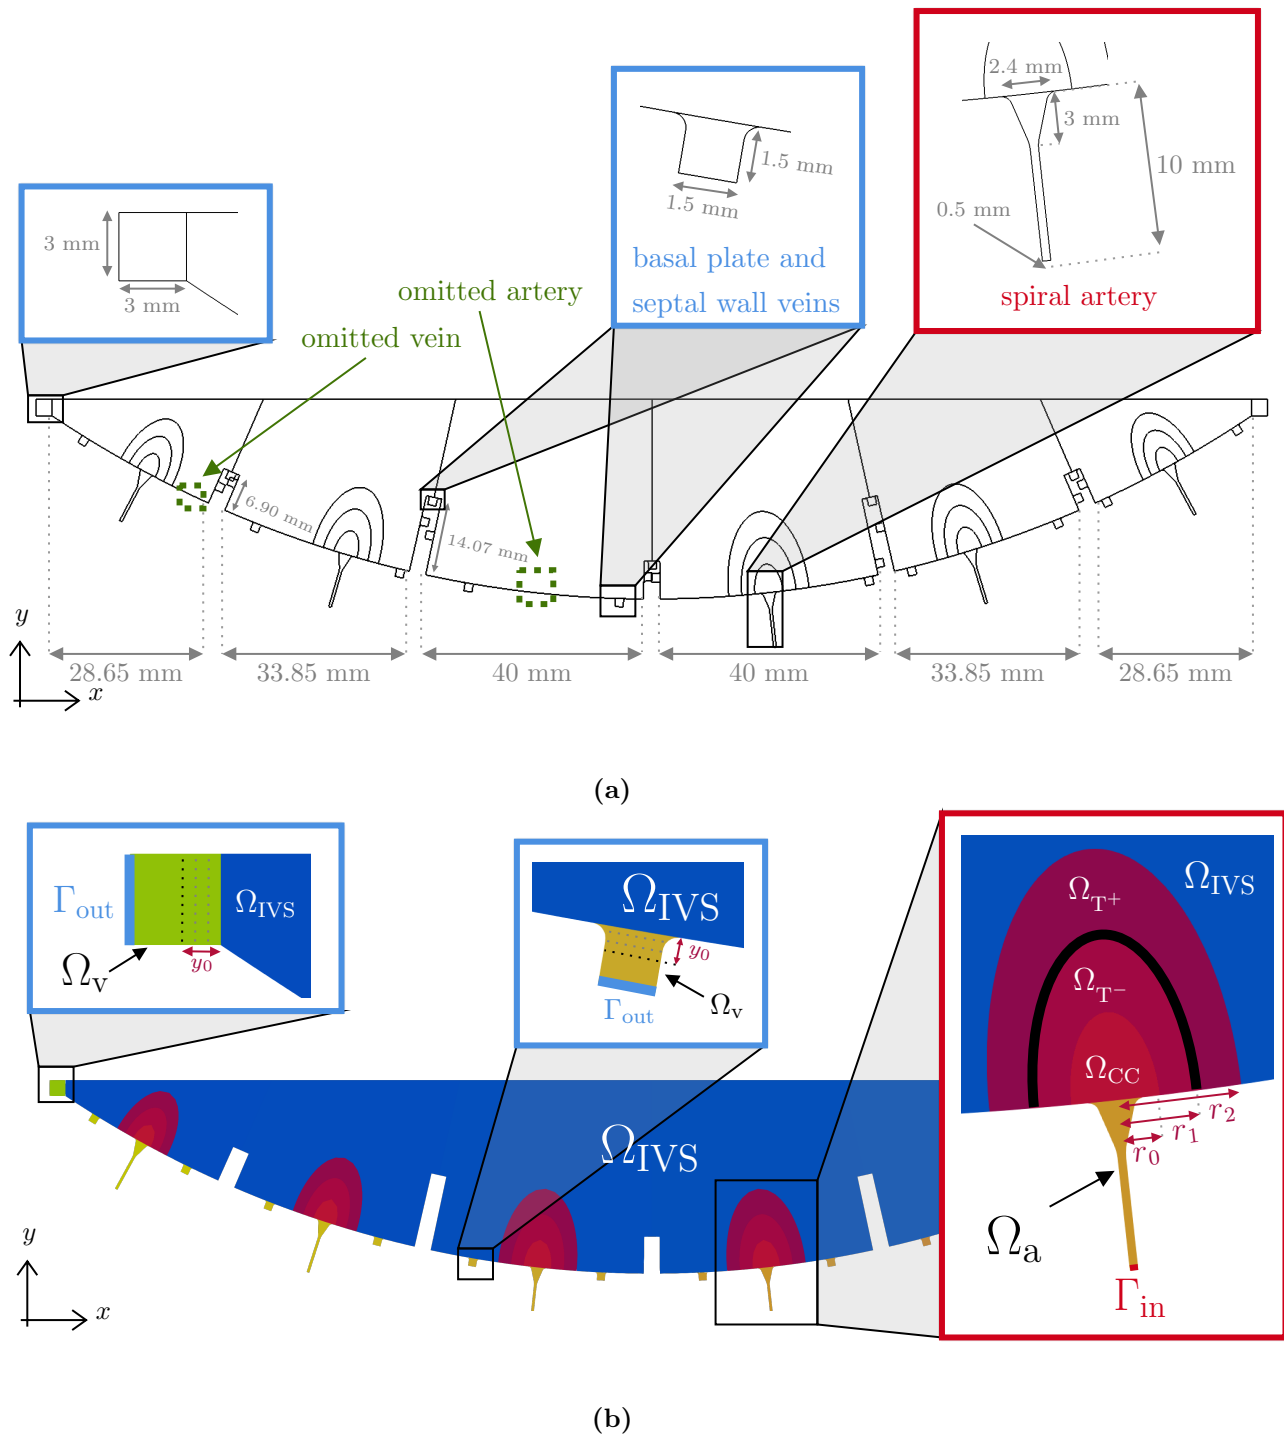 2.4 mm
3 mm
10 mm
0.5 mm
spiral artery
1.5 mm
1.5 mm
basal plate and
septal wall veins
3 mm
3 mm
omitted artery
omitted vein
6.90 mm
14.07 mm
y
x
28.65 mm
33.85 mm
40 mm
40 mm
33.85 mm
28.65 mm
(a)
Γout
ΩIVS
Ωv
y0
ΩIVS
y0
Ωv
Γout
ΩT+
ΩIVS
ΩT−
ΩCC
r2
r1
r0
Ωa
Γin
ΩIVS
y
x
(b)